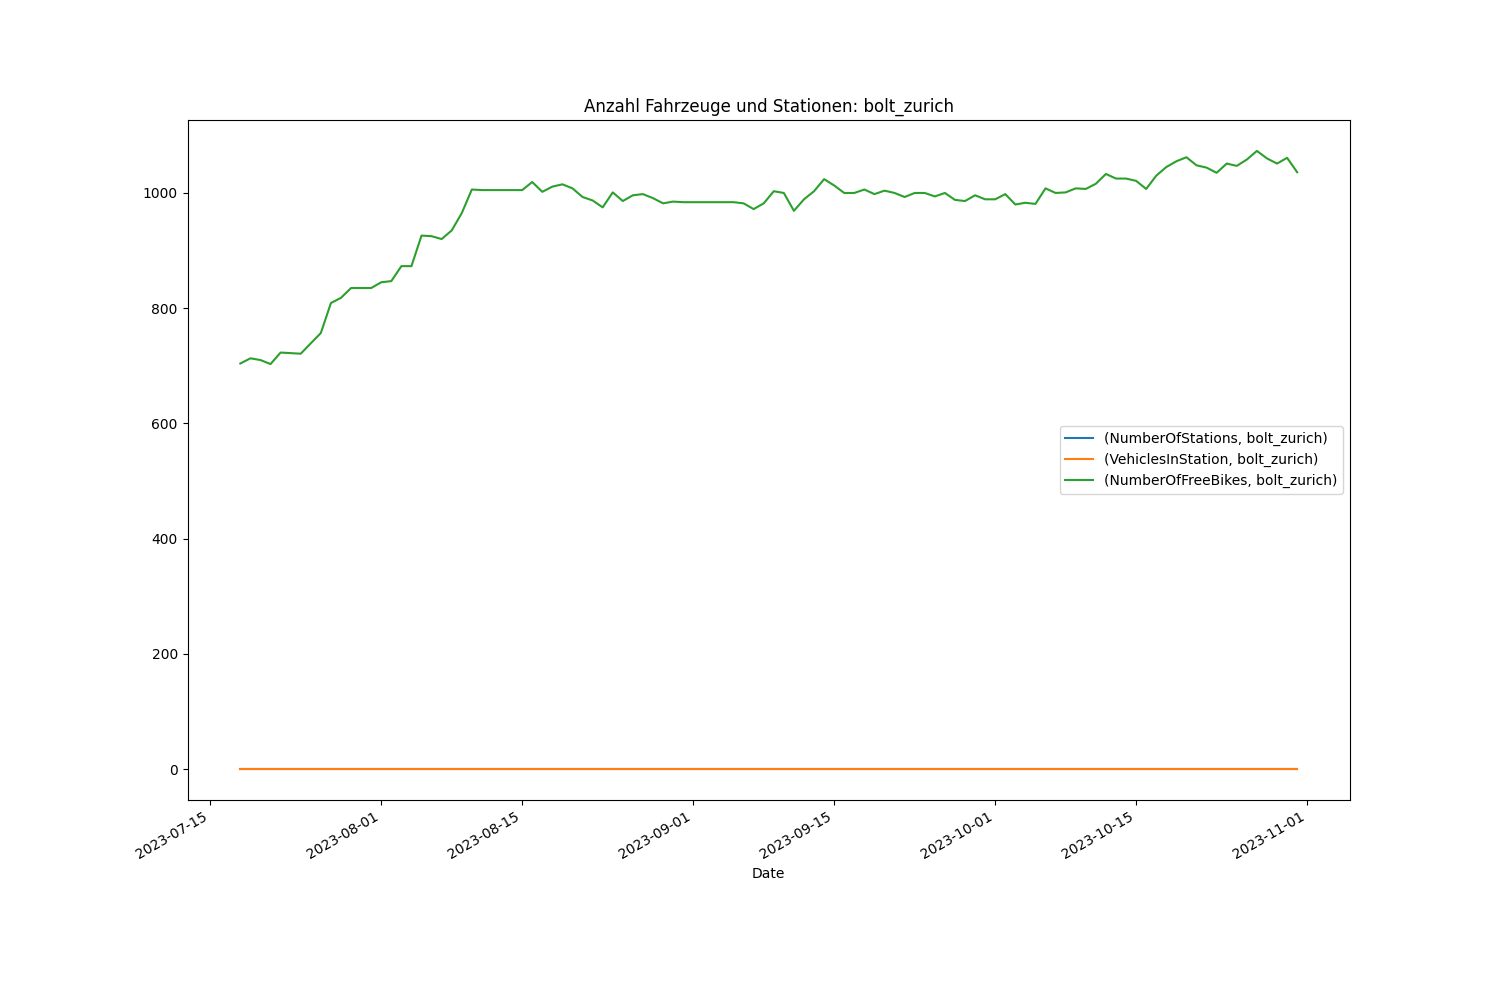 Anzahl Fahrzeuge und Stationen: bolt_zurich
1000
800
600
400
200
0
(NumberOfStations, bolt_zurich)
(VehiclesInStation, bolt_zurich)
(NumberOfFreeBikes, bolt_zurich)
2023-07-15
2023-08-01
2023-08-15
2023-09-01
2023-09-15
2023-10-01
2023-10-15
2023-11-01
Date